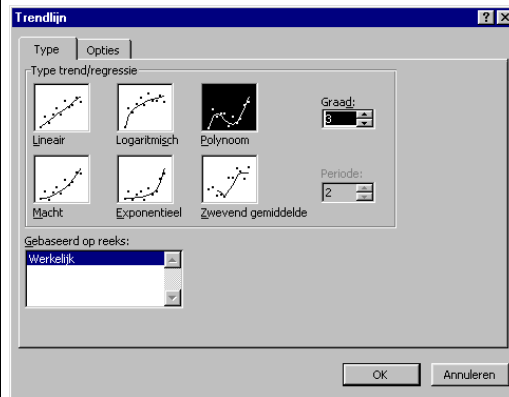 Trendlijn
Type Opties
Type trend/regressie
Lineair Logaritmisch Polynoom
Graad:
3
Macht Exponentieel Zwevend gemiddelde
Periode:
2
Gebaseerd op reeks:
Werkelijk
OK Annuleren